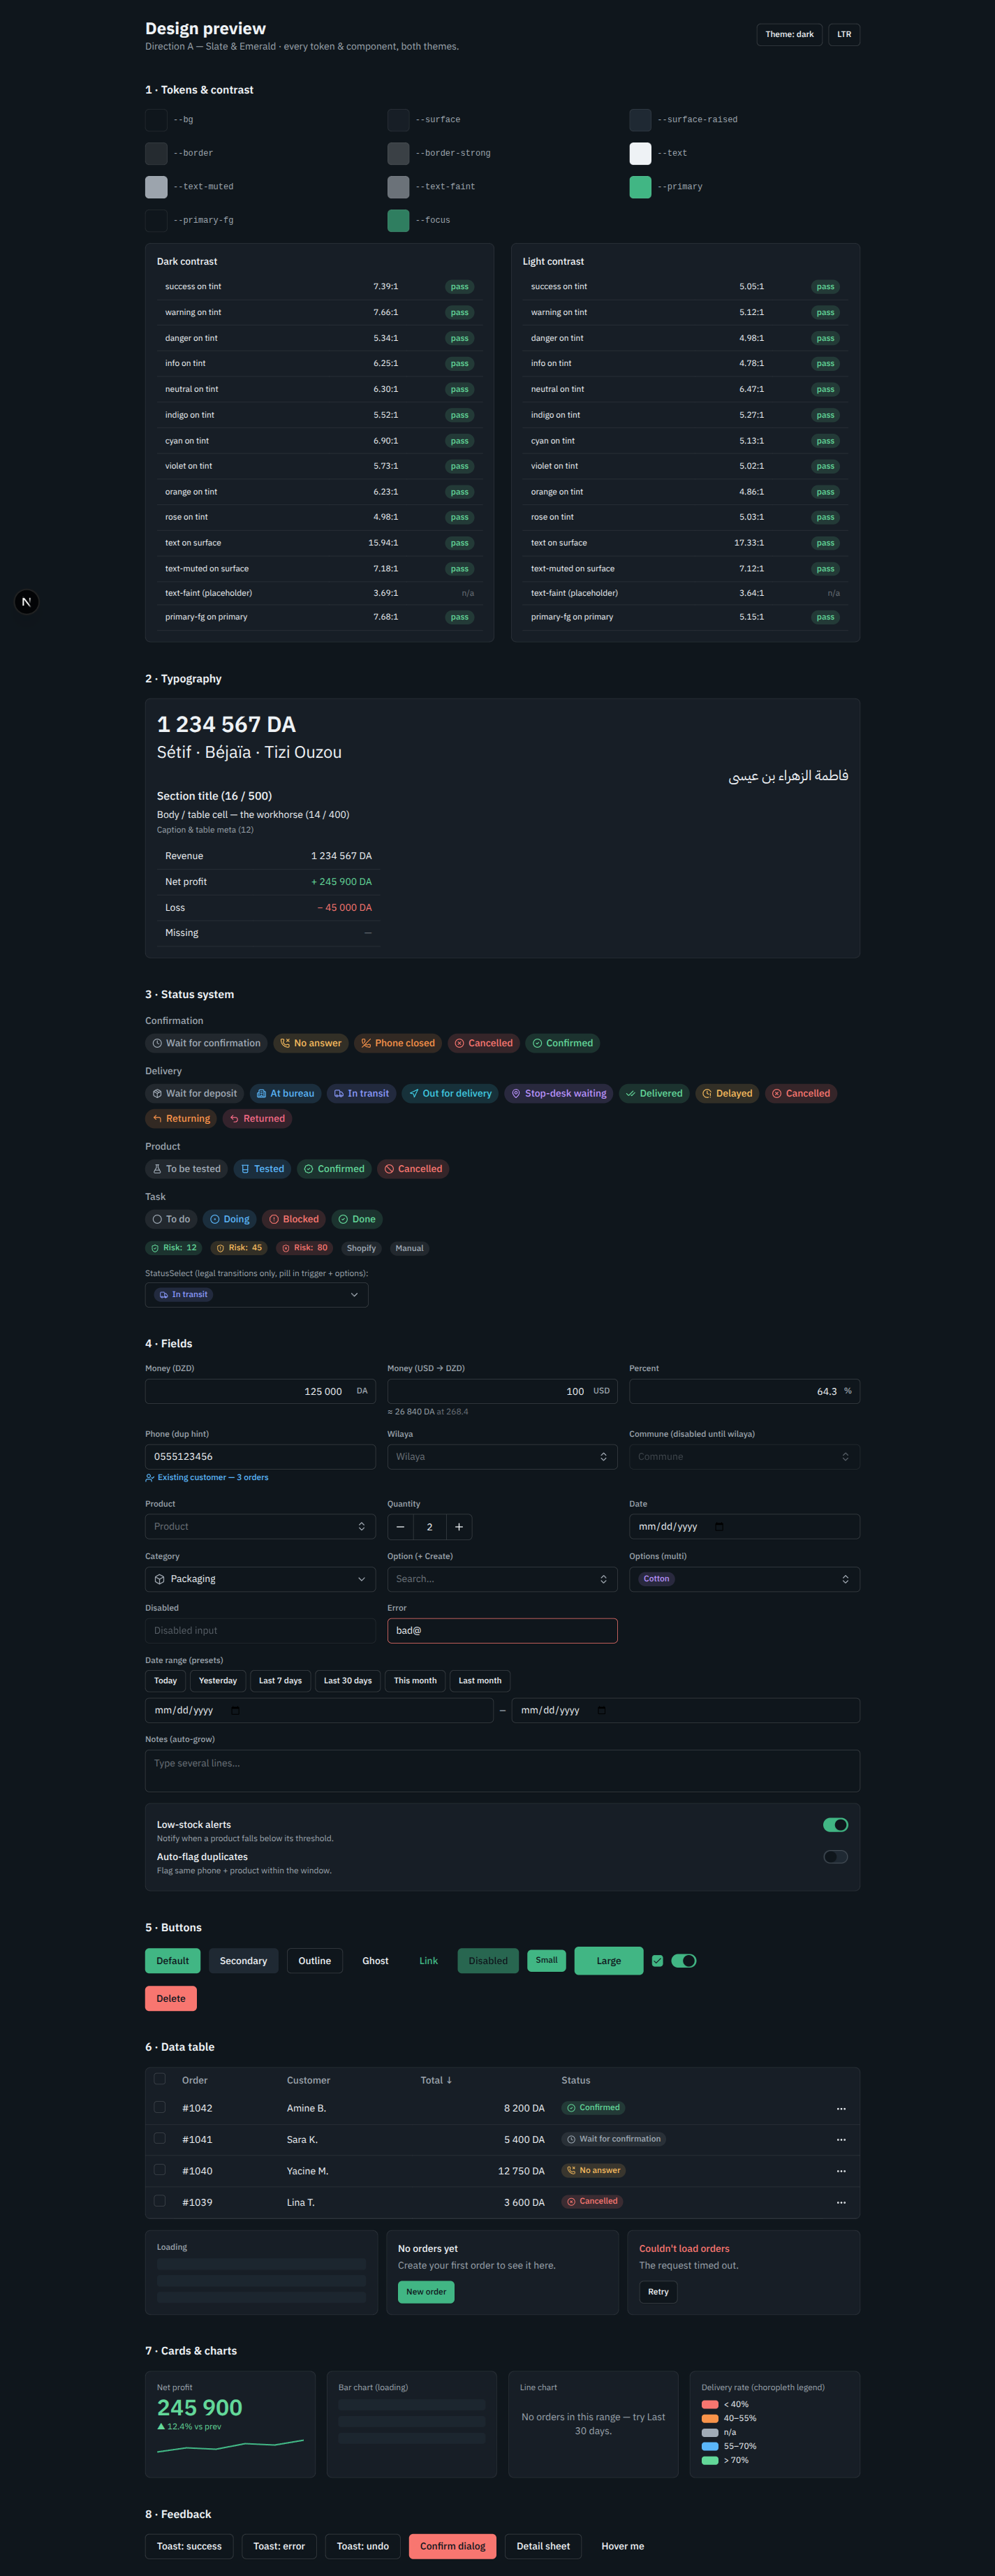 Design preview
Direction A — Slate & Emerald · every token & component, both themes.
Theme: dark
LTR
1 · Tokens & contrast
--bg
--surface
--surface-raised
--border
--border-strong
--text
--text-muted
--text-faint
--primary
--primary-fg
--focus
Dark contrast
success on tint 7.39:1 pass
warning on tint 7.66:1 pass
danger on tint 5.34:1 pass
info on tint 6.25:1 pass
neutral on tint 6.30:1 pass
indigo on tint 5.52:1 pass
cyan on tint 6.90:1 pass
violet on tint 5.73:1 pass
orange on tint 6.23:1 pass
rose on tint 4.98:1 pass
text on surface 15.94:1 pass
text-muted on surface 7.18:1 pass
text-faint (placeholder) 3.69:1 n/a
primary-fg on primary 7.68:1 pass
Light contrast
success on tint 5.05:1 pass
warning on tint 5.12:1 pass
danger on tint 4.98:1 pass
info on tint 4.78:1 pass
neutral on tint 6.47:1 pass
indigo on tint 5.27:1 pass
cyan on tint 5.13:1 pass
violet on tint 5.02:1 pass
orange on tint 4.86:1 pass
rose on tint 5.03:1 pass
text on surface 17.33:1 pass
text-muted on surface 7.12:1 pass
text-faint (placeholder) 3.64:1 n/a
primary-fg on primary 5.15:1 pass
N
2 · Typography
1 234 567 DA
Sétif · Béjaïa · Tizi Ouzou
فاطمة الزهراء بن عيسى
Section title (16 / 500)
Body / table cell — the workhorse (14 / 400)
Caption & table meta (12)
Revenue 1 234 567 DA
Net profit + 245 900 DA
Loss − 45 000 DA
Missing —
3 · Status system
Confirmation
Wait for confirmation No answer Phone closed Cancelled Confirmed
Delivery
Wait for deposit At bureau In transit Out for delivery Stop-desk waiting Delivered Delayed Cancelled
Returning Returned
Product
To be tested Tested Confirmed Cancelled
Task
To do Doing Blocked Done
Risk: 12 Risk: 45 Risk: 80 Shopify Manual
StatusSelect (legal transitions only, pill in trigger + options):
In transit
4 · Fields
Money (DZD)
125 000 DA
Money (USD → DZD)
100 USD
≈ 26 840 DA at 268.4
Percent
64.3 %
Phone (dup hint)
0555123456
Existing customer — 3 orders
Wilaya
Wilaya
Commune (disabled until wilaya)
Commune
Product
Product
Quantity
− 2 +
Date
mm/dd/yyyy
Category
Packaging
Option (+ Create)
Search...
Options (multi)
Cotton
Disabled
Disabled input
Error
bad@
Date range (presets)
Today Yesterday Last 7 days Last 30 days This month Last month
mm/dd/yyyy – mm/dd/yyyy
Notes (auto-grow)
Type several lines...
Low-stock alerts
Notify when a product falls below its threshold.
Auto-flag duplicates
Flag same phone + product within the window.
5 · Buttons
Default Secondary Outline Ghost Link Disabled Small Large
Delete
6 · Data table
Order Customer Total ↓ Status
#1042 Amine B. 8 200 DA Confirmed ...
#1041 Sara K. 5 400 DA Wait for confirmation ...
#1040 Yacine M. 12 750 DA No answer ...
#1039 Lina T. 3 600 DA Cancelled ...
Loading
No orders yet
Create your first order to see it here.
New order
Couldn't load orders
The request timed out.
Retry
7 · Cards & charts
Net profit
245 900
▲ 12.4% vs prev
Bar chart (loading)
Line chart
No orders in this range — try Last
30 days.
Delivery rate (choropleth legend)
< 40%
40–55%
n/a
55–70%
> 70%
8 · Feedback
Toast: success Toast: error Toast: undo Confirm dialog Detail sheet Hover me